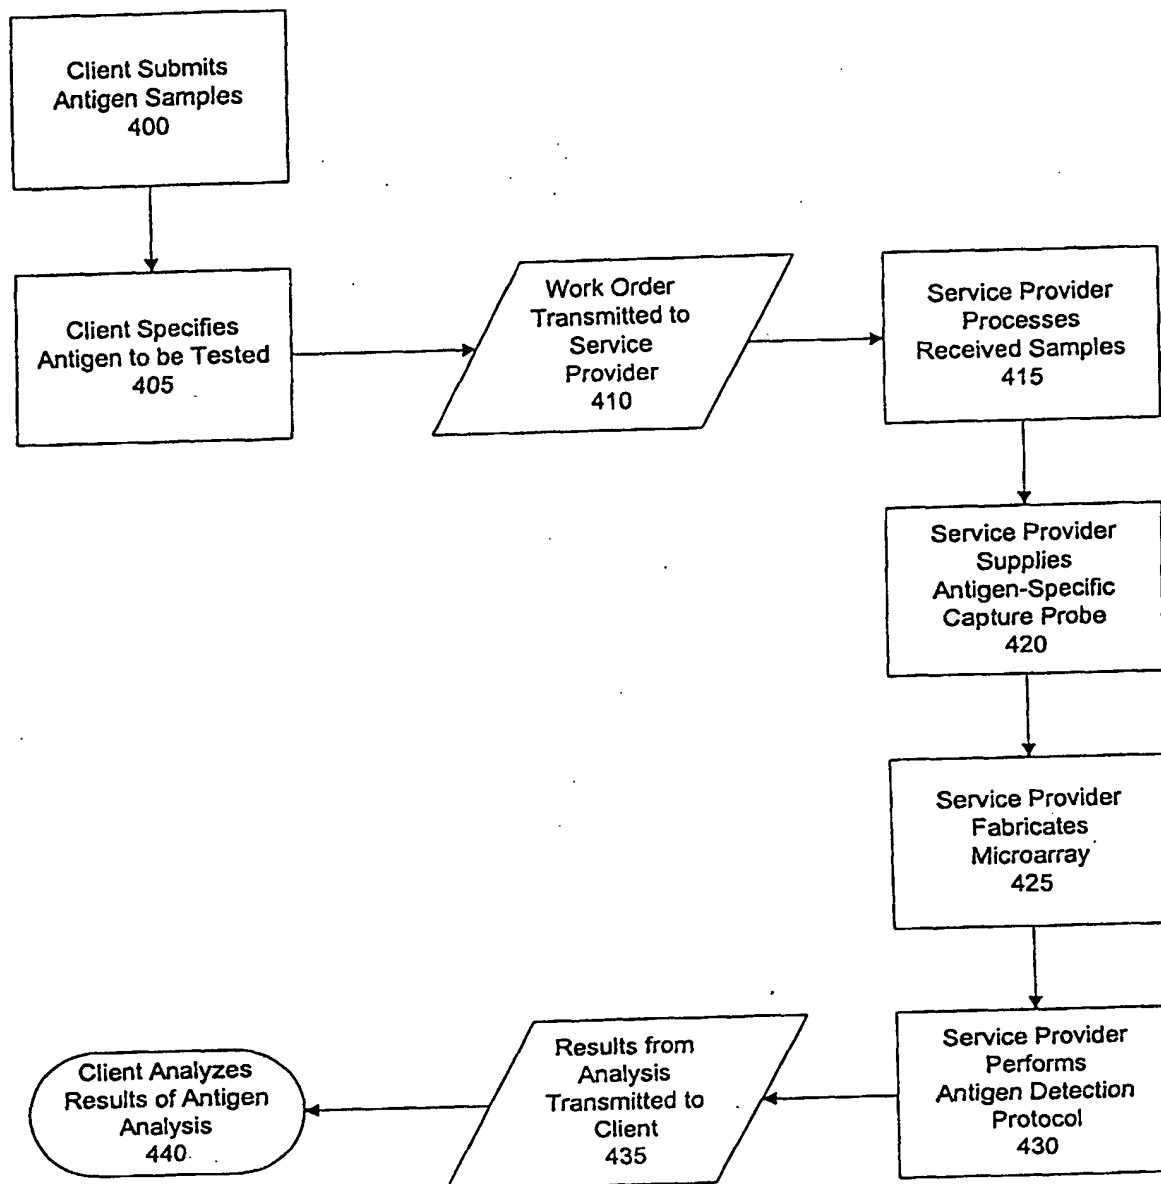 Client Submits
Antigen Samples
400
Client Specifies
Antigen to be Tested
405
Work Order
Transmitted to
Service
Provider
410
Service Provider
Processes
Received Samples
415
Service Provider
Supplies
Antigen-Specific
Capture Probe
420
Service Provider
Fabricates
Microarray
425
Service Provider
Performs
Antigen Detection
Protocol
430
Results from
Analysis
Transmitted to
Client
435
Client Analyzes
Results of Antigen
Analysis
440